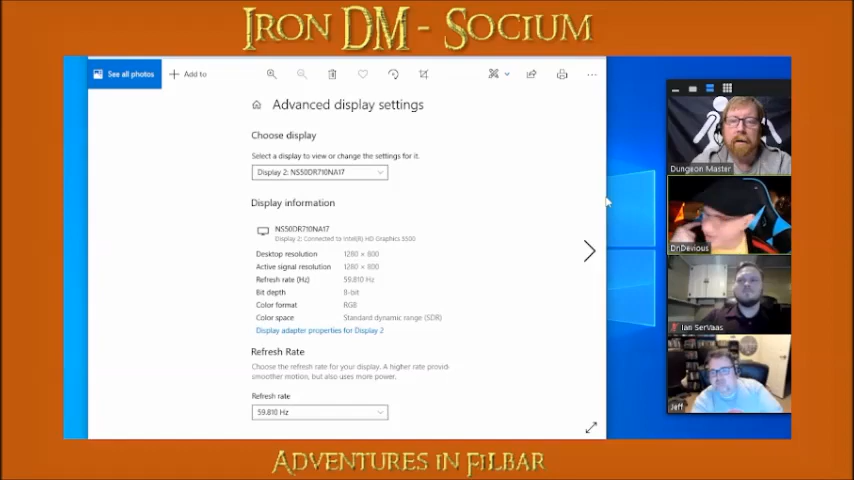 IRON DM - SOCIUM
See all photos
Add to
Advanced display settings
Choose display
Select a display to view or change the settings for it.
Display 2: NS50DR710NA17
Display information
NS50DR710NA17
Display 2: Connected to Intel(R) HD Graphics 5500
Desktop resolution 1280 × 800
Active signal resolution 1280 × 800
Refresh rate (Hz) 59.810 Hz
Bit depth 8-bit
Color format RGB
Color space Standard dynamic range (SDR)
Display adapter properties for Display 2
Refresh Rate
Choose the refresh rate for your display. A higher rate provid
smoother motion, but also uses more power.
Refresh rate
59.810 Hz
Dungeon Master
DnDevious
Ian SerVaas
Jeff
ADVENTURES IN FILBAR